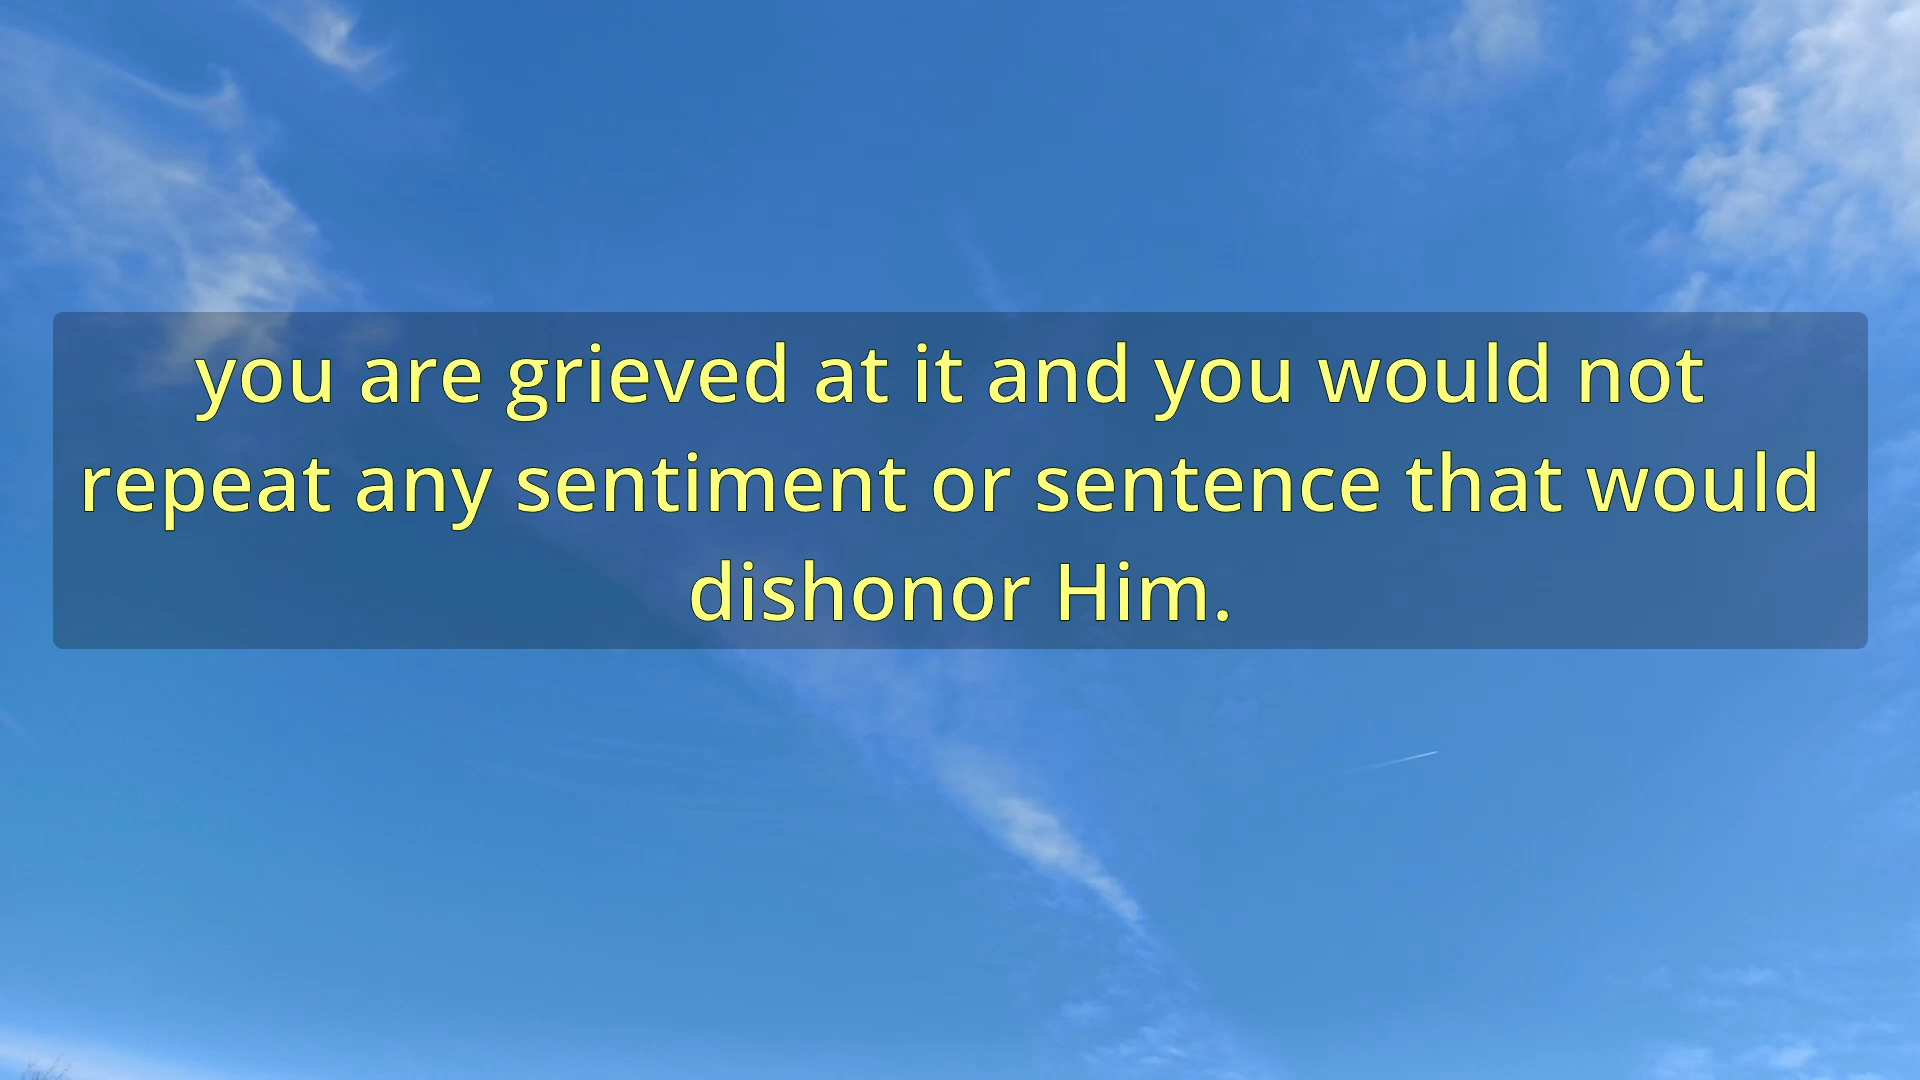 you are grieved at it and you would not
repeat any sentiment or sentence that would
dishonor Him.